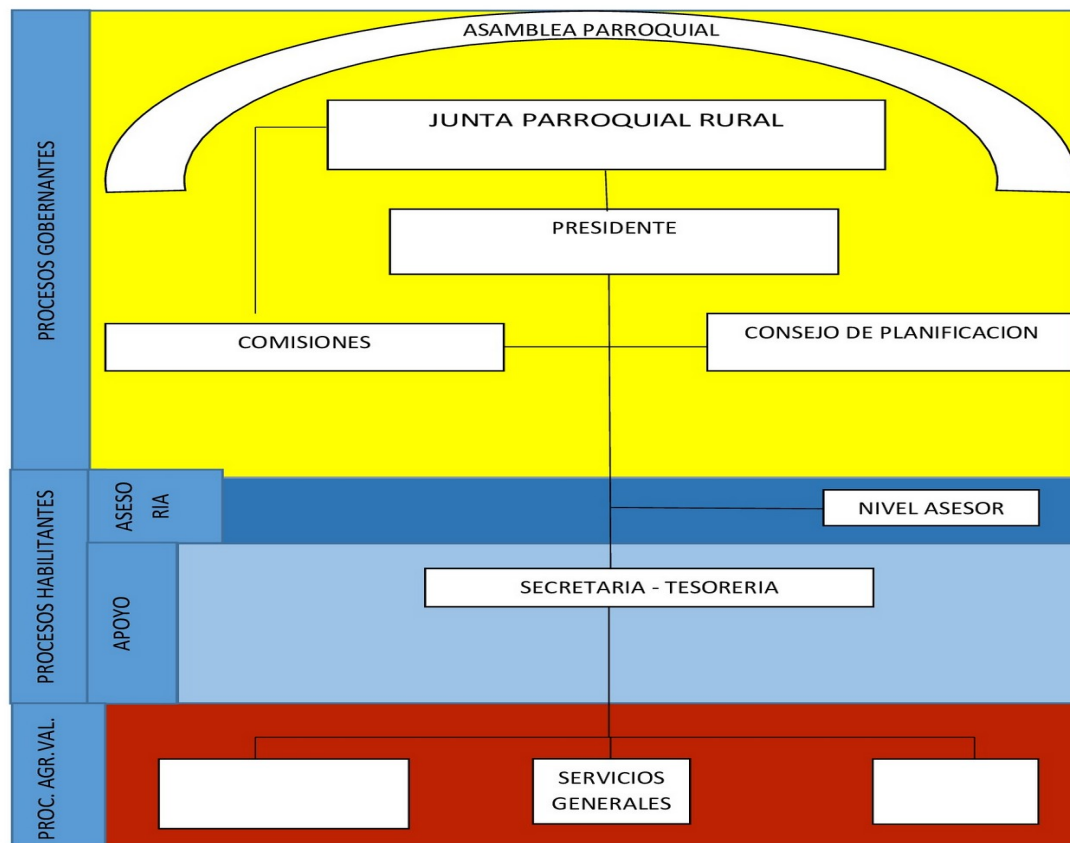 ASAMBLEA PARROQUIAL
JUNTA PARROQUIAL RURAL
PROCESOS GOBERNANTES
PRESIDENTE
COMISIONES
CONSEJO DE PLANIFICACION
PROCESOS HABILITANTES
ASESO
RIA
NIVEL ASESOR
APOYO
SECRETARIA - TESORERIA
PROC. AGR.VAL.
SERVICIOS
GENERALES